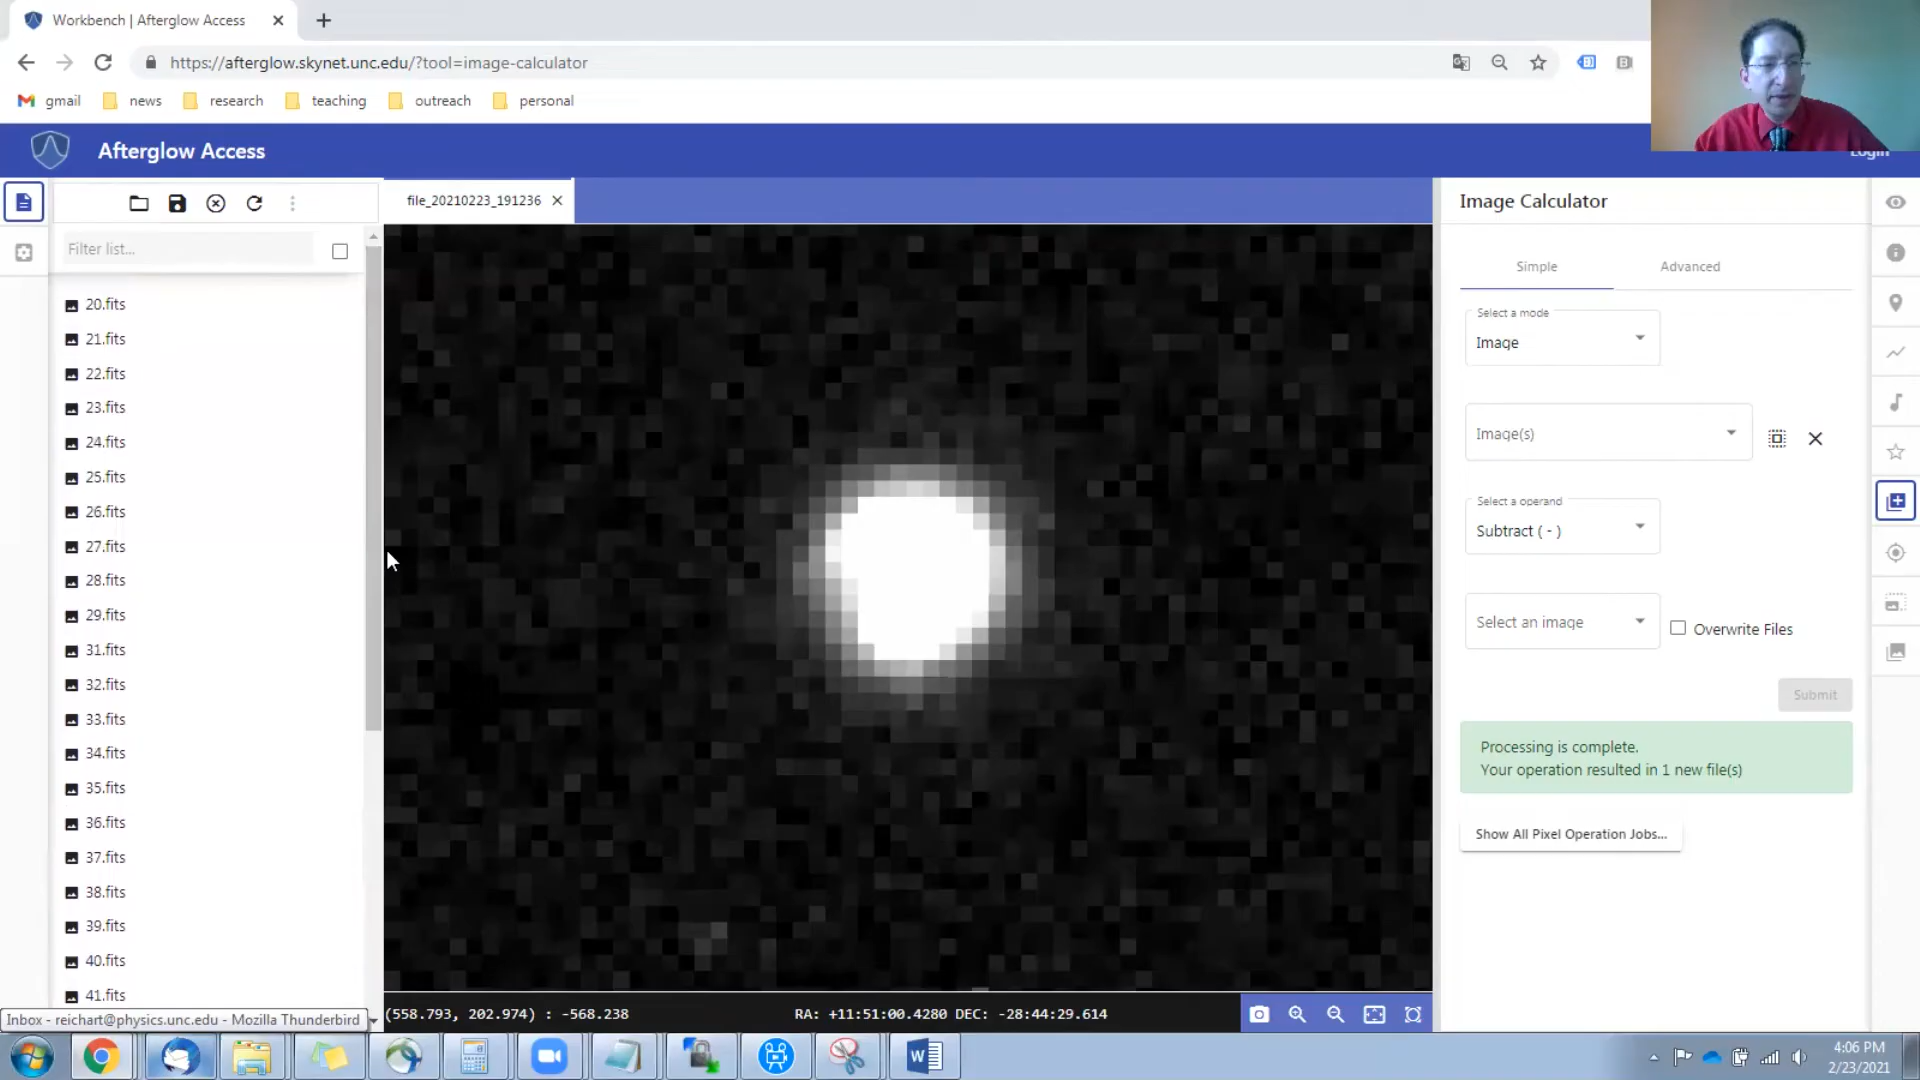 Workbench | Afterglow Access
https://afterglow.skynet.unc.edu/?tool=image-calculator
gmail
news
research
teaching
outreach
personal
Afterglow Access
Login
file_20210223_191236
Filter list...
20.fits
21.fits
22.fits
23.fits
24.fits
25.fits
26.fits
27.fits
28.fits
29.fits
31.fits
32.fits
33.fits
34.fits
35.fits
36.fits
37.fits
38.fits
39.fits
40.fits
41.fits
Inbox - reichart@physics.unc.edu - Mozilla Thunderbird
(558.793, 202.974) : -568.238
RA: +11:51:00.4280 DEC: -28:44:29.614
Image Calculator
Simple
Advanced
Select a mode
Image
Image(s)
Select a operand
Subtract ( - )
Select an image
Overwrite Files
Submit
Processing is complete.
Your operation resulted in 1 new file(s)
Show All Pixel Operation Jobs...
4:06 PM
2/23/2021